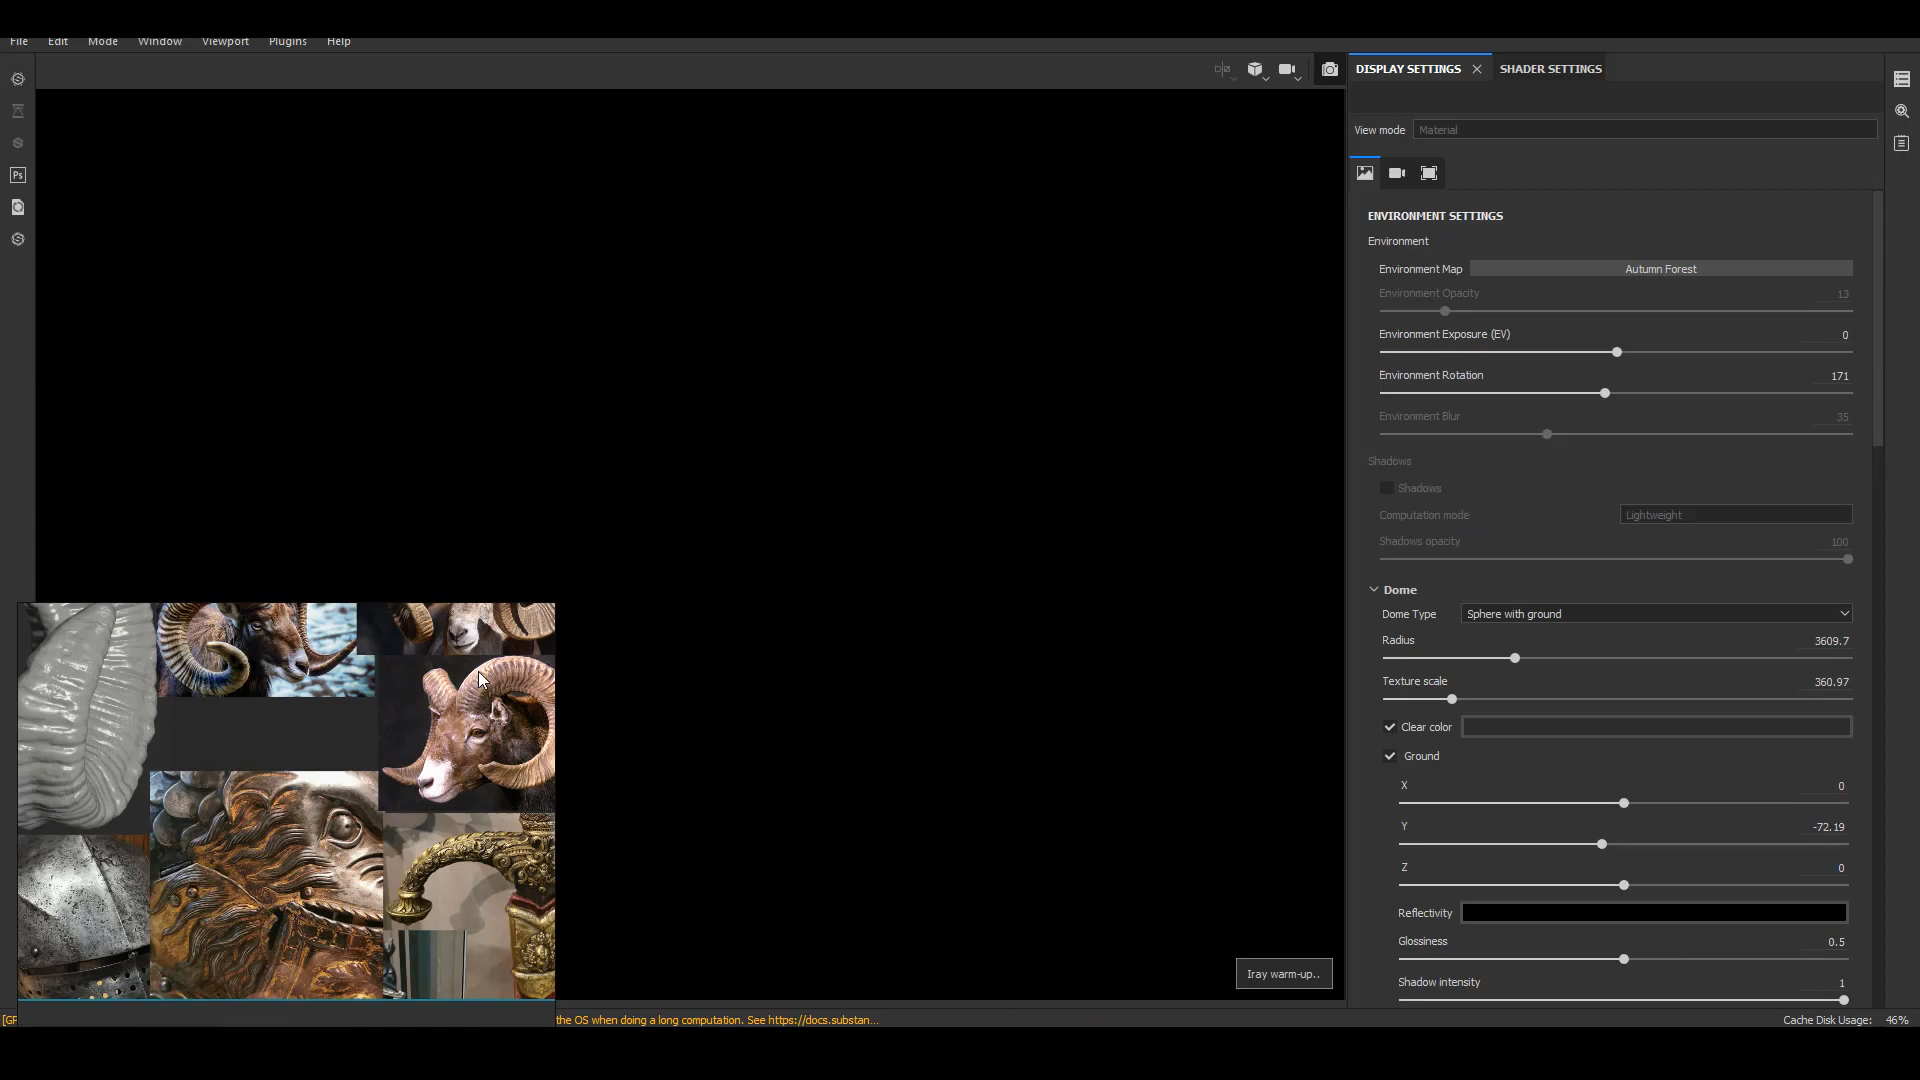 File Edit Mode Window Viewport Plugins Help
DISPLAY SETTINGS SHADER SETTINGS
View mode Material
Ps
ENVIRONMENT SETTINGS
Environment
Environment Map Autumn Forest
Environment Opacity 13
Environment Exposure (EV) 0
Environment Rotation 171
Environment Blur 35
Shadows
Shadows
Computation mode Lightweight
Shadows opacity 100
Dome
Dome Type Sphere with ground
Radius 3609.7
Texture scale 360.97
Clear color
Ground
X 0
Y -72.19
Z 0
Reflectivity
Glossiness 0.5
Shadow intensity 1
Iray warm-up..
[GP the OS when doing a long computation. See https://docs.substan...
Cache Disk Usage: 46%